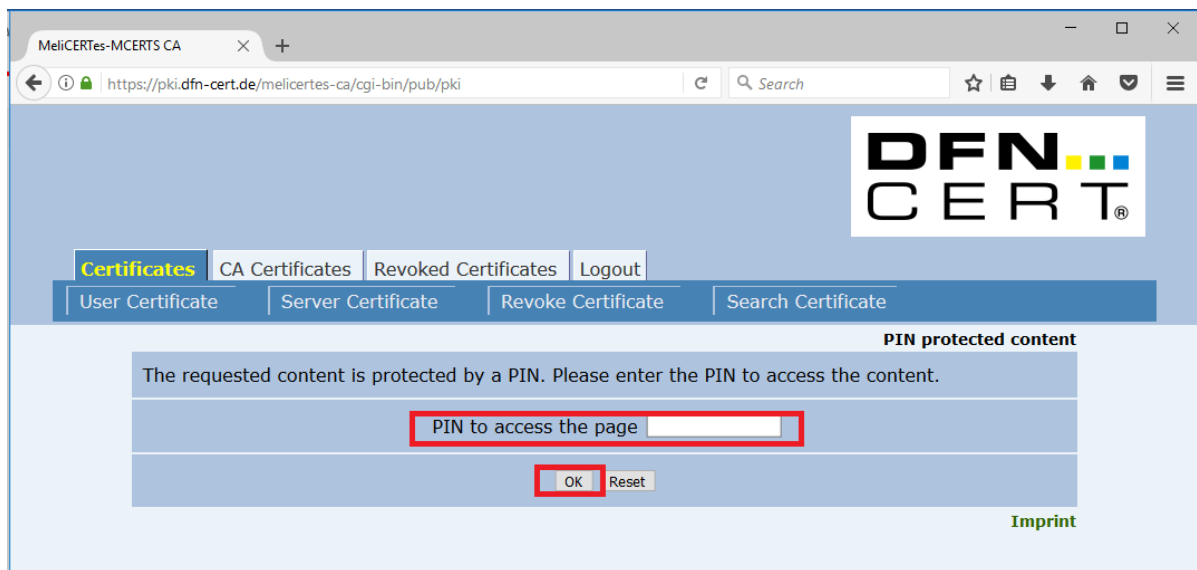 MeliCERTes-MCERTS CA
https://pki.dfn-cert.de/melicertes-ca/cgi-bin/pub/pki Search
DFN
CERT®
Certificates CA Certificates Revoked Certificates Logout
User Certificate Server Certificate Revoke Certificate Search Certificate
PIN protected content
The requested content is protected by a PIN. Please enter the PIN to access the content.
PIN to access the page
OK Reset
Imprint